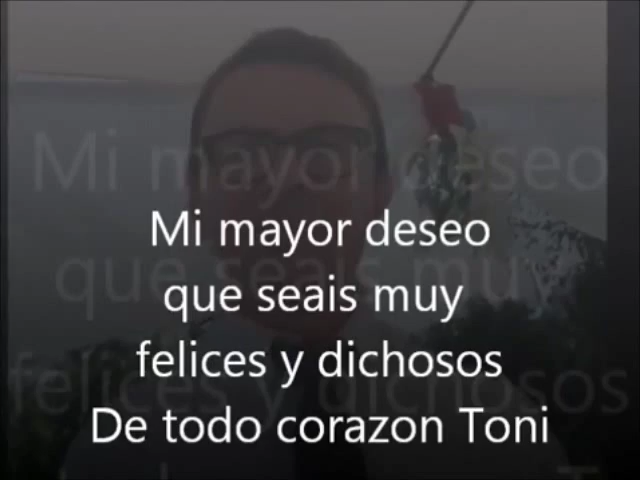 Mi mayor deseo
que seais muy
felices y dichosos
De todo corazon Toni